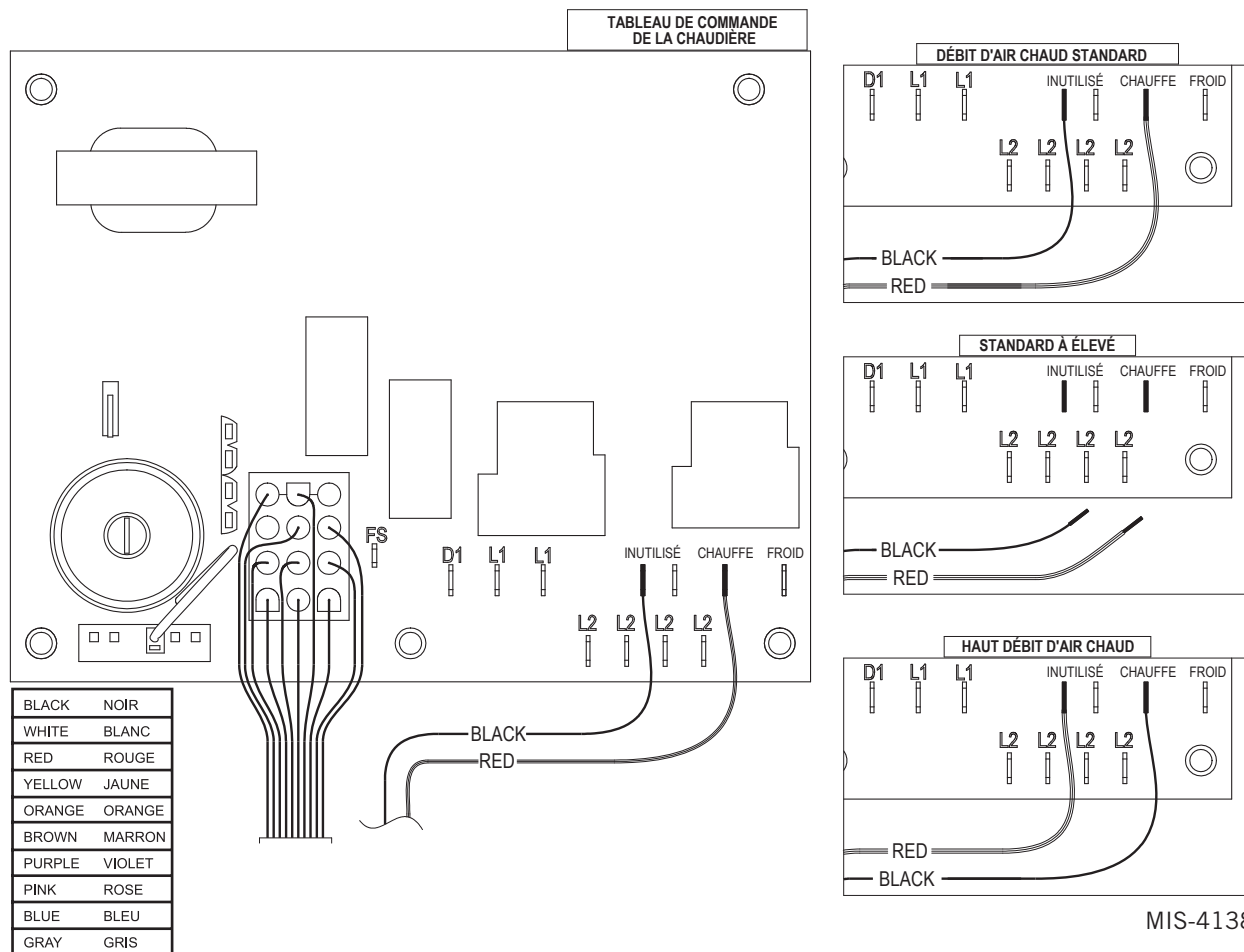 TABLEAU DE COMMANDE
DE LA CHAUDIÈRE
FS
D1 L1 L1 INUTILISÉ CHAUFFE FROID
L2 L2 L2 L2
BLACK
RED
BLACK NOIR
WHITE BLANC
RED ROUGE
YELLOW JAUNE
ORANGE ORANGE
BROWN MARRON
PURPLE VIOLET
PINK ROSE
BLUE BLEU
GRAY GRIS
DÉBIT D'AIR CHAUD STANDARD
D1 L1 L1 INUTILISÉ CHAUFFE FROID
L2 L2 L2 L2
BLACK
RED
STANDARD À ÉLEVÉ
D1 L1 L1 INUTILISÉ CHAUFFE FROID
L2 L2 L2 L2
BLACK
RED
HAUT DÉBIT D'AIR CHAUD
D1 L1 L1 INUTILISÉ CHAUFFE FROID
L2 L2 L2 L2
RED
BLACK
MIS-4138